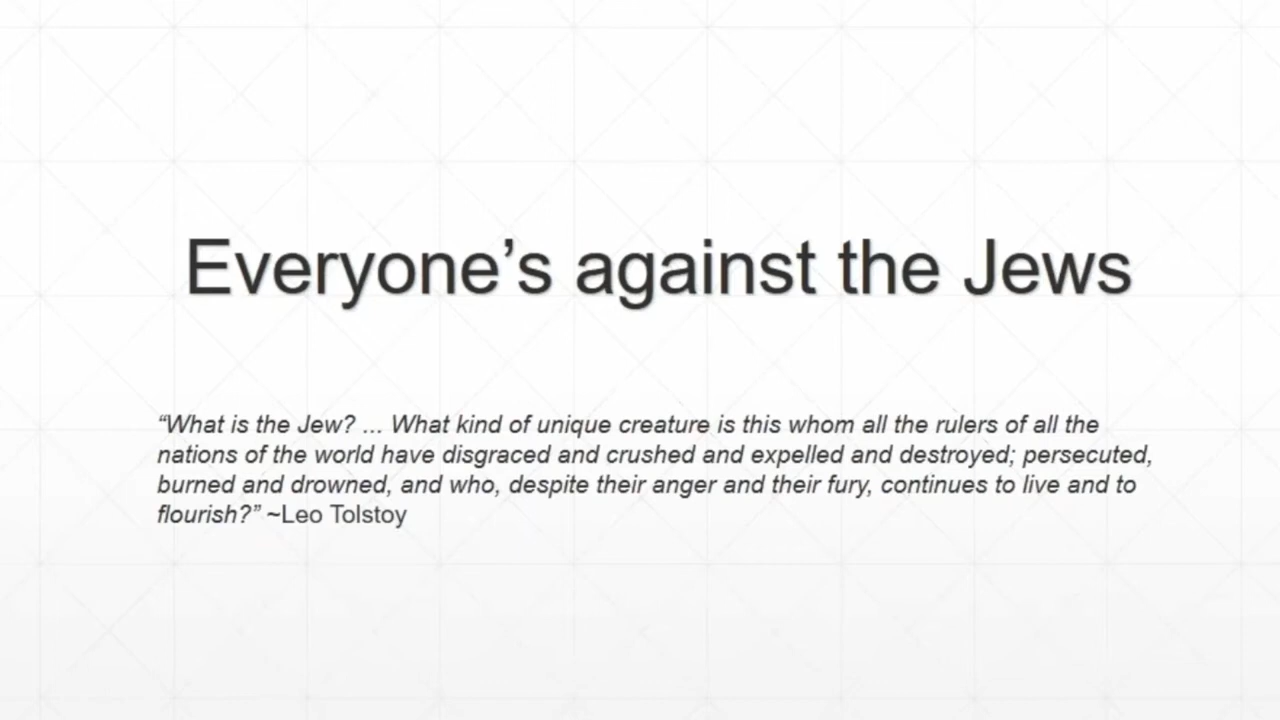 Everyone’s against the Jews
“What is the Jew? ... What kind of unique creature is this whom all the rulers of all the
nations of the world have disgraced and crushed and expelled and destroyed; persecuted,
burned and drowned, and who, despite their anger and their fury, continues to live and to
flourish?” ~Leo Tolstoy